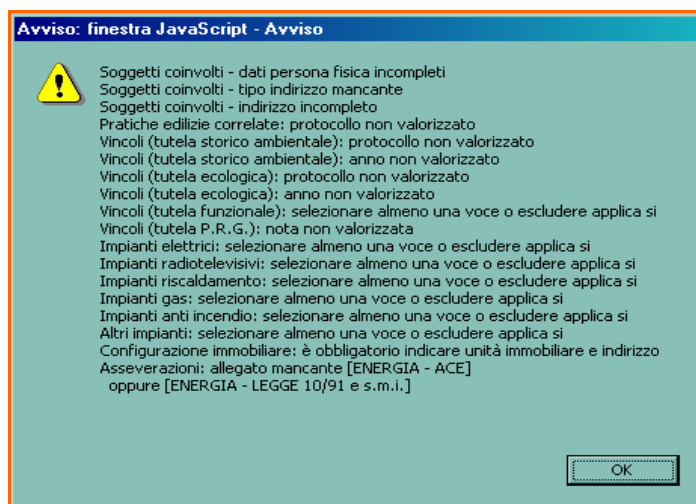 Avviso: finestra JavaScript - Avviso
Soggetti coinvolti - dati persona fisica incompleti
Soggetti coinvolti - tipo indirizzo mancante
Soggetti coinvolti - indirizzo incompleto
Pratiche edilizie correlate: protocollo non valorizzato
Vincoli (tutela storico ambientale): protocollo non valorizzato
Vincoli (tutela storico ambientale): anno non valorizzato
Vincoli (tutela ecologica): protocollo non valorizzato
Vincoli (tutela ecologica): anno non valorizzato
Vincoli (tutela funzionale): selezionare almeno una voce o escludere applica si
Vincoli (tutela P.R.G.): nota non valorizzata
Impianti elettrici: selezionare almeno una voce o escludere applica si
Impianti radiotelevisivi: selezionare almeno una voce o escludere applica si
Impianti riscaldamento: selezionare almeno una voce o escludere applica si
Impianti gas: selezionare almeno una voce o escludere applica si
Impianti anti incendio: selezionare almeno una voce o escludere applica si
Altri impianti: selezionare almeno una voce o escludere applica si
Configurazione immobiliare: è obbligatorio indicare unità immobiliare e indirizzo
Asseverazioni: allegato mancante [ENERGIA - ACE]
oppure [ENERGIA - LEGGE 10/91 e s.m.i.]
OK